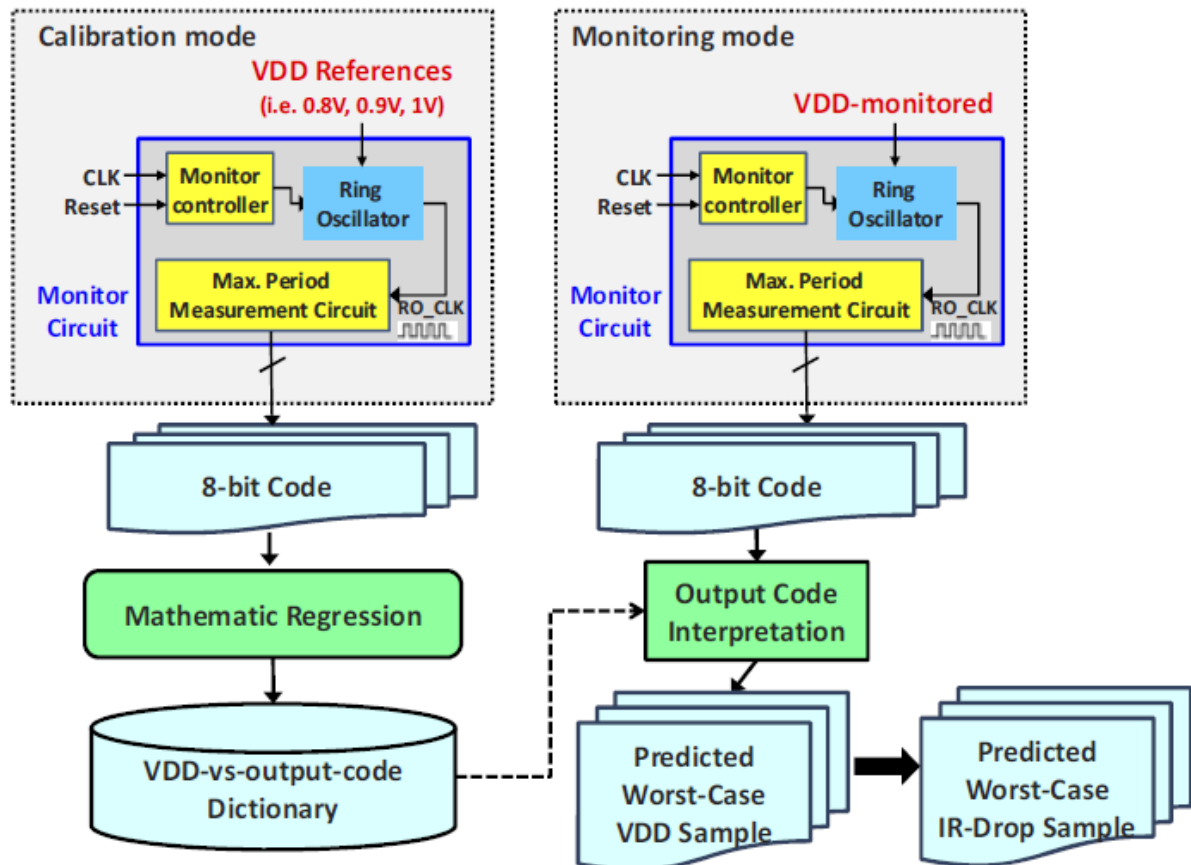 Calibration mode
VDD References
(i.e. 0.8V, 0.9V, 1V)
CLK
Reset
Monitor
controller
Ring
Oscillator
Max. Period
Measurement Circuit
RO_CLK
Monitor
Circuit
8-bit Code
Mathematic Regression
VDD-vs-output-code
Dictionary
Monitoring mode
VDD-monitored
CLK
Reset
Monitor
controller
Ring
Oscillator
Max. Period
Measurement Circuit
RO_CLK
Monitor
Circuit
8-bit Code
Output Code
Interpretation
Predicted
Worst-Case
VDD Sample
Predicted
Worst-Case
IR-Drop Sample